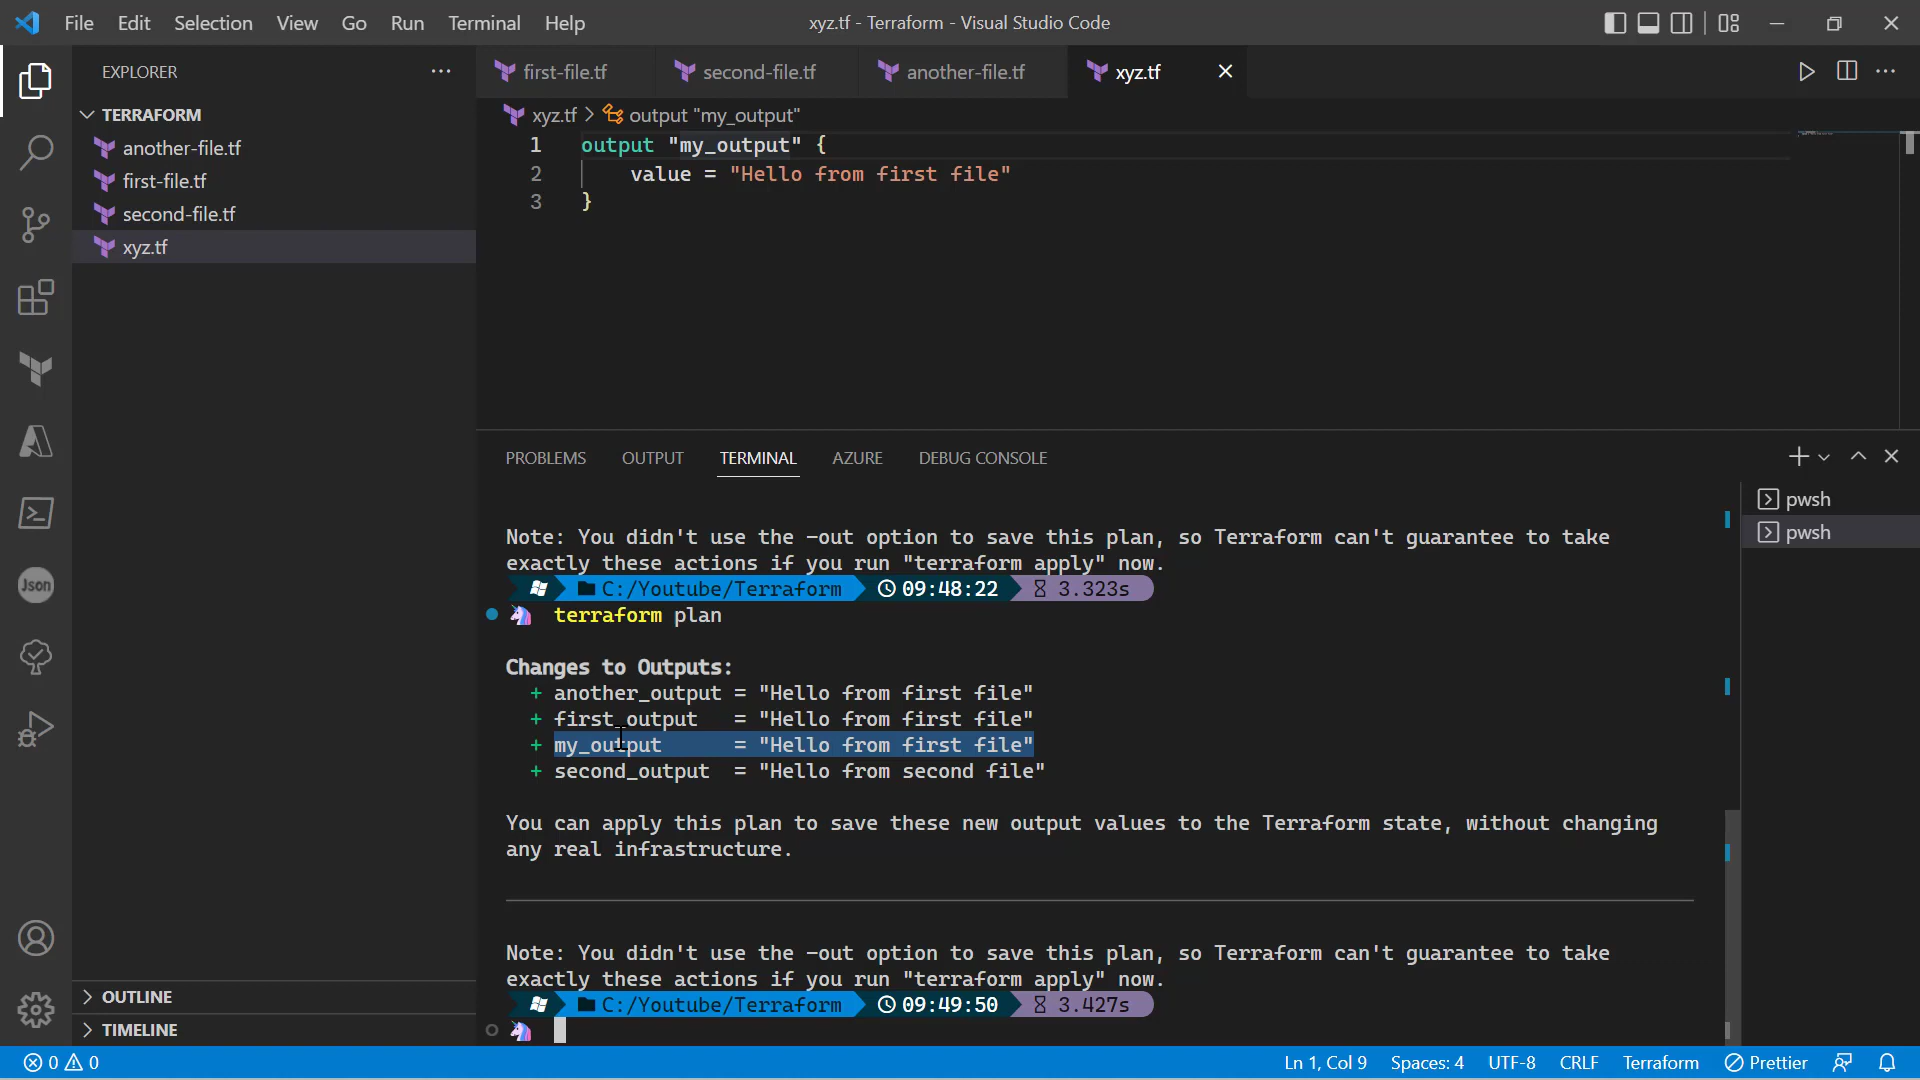 File Edit Selection View Go Run Terminal Help
xyz.tf - Terraform - Visual Studio Code
EXPLORER
TERRAFORM
another-file.tf
first-file.tf
second-file.tf
xyz.tf
OUTLINE
TIMELINE
Json
first-file.tf second-file.tf another-file.tf xyz.tf
xyz.tf > output "my_output"
1 output "my_output" {
2 value = "Hello from first file"
3 }
PROBLEMS OUTPUT TERMINAL AZURE DEBUG CONSOLE
pwsh
pwsh
Note: You didn't use the -out option to save this plan, so Terraform can't guarantee to take
exactly these actions if you run "terraform apply" now.
C:/Youtube/Terraform 09:48:22 3.323s
terraform plan
Changes to Outputs:
+ another_output = "Hello from first file"
+ first_output = "Hello from first file"
+ my_output = "Hello from first file"
+ second_output = "Hello from second file"
You can apply this plan to save these new output values to the Terraform state, without changing
any real infrastructure.
Note: You didn't use the -out option to save this plan, so Terraform can't guarantee to take
exactly these actions if you run "terraform apply" now.
C:/Youtube/Terraform 09:49:50 3.427s
0 0 Ln 1, Col 9 Spaces: 4 UTF-8 CRLF Terraform Prettier